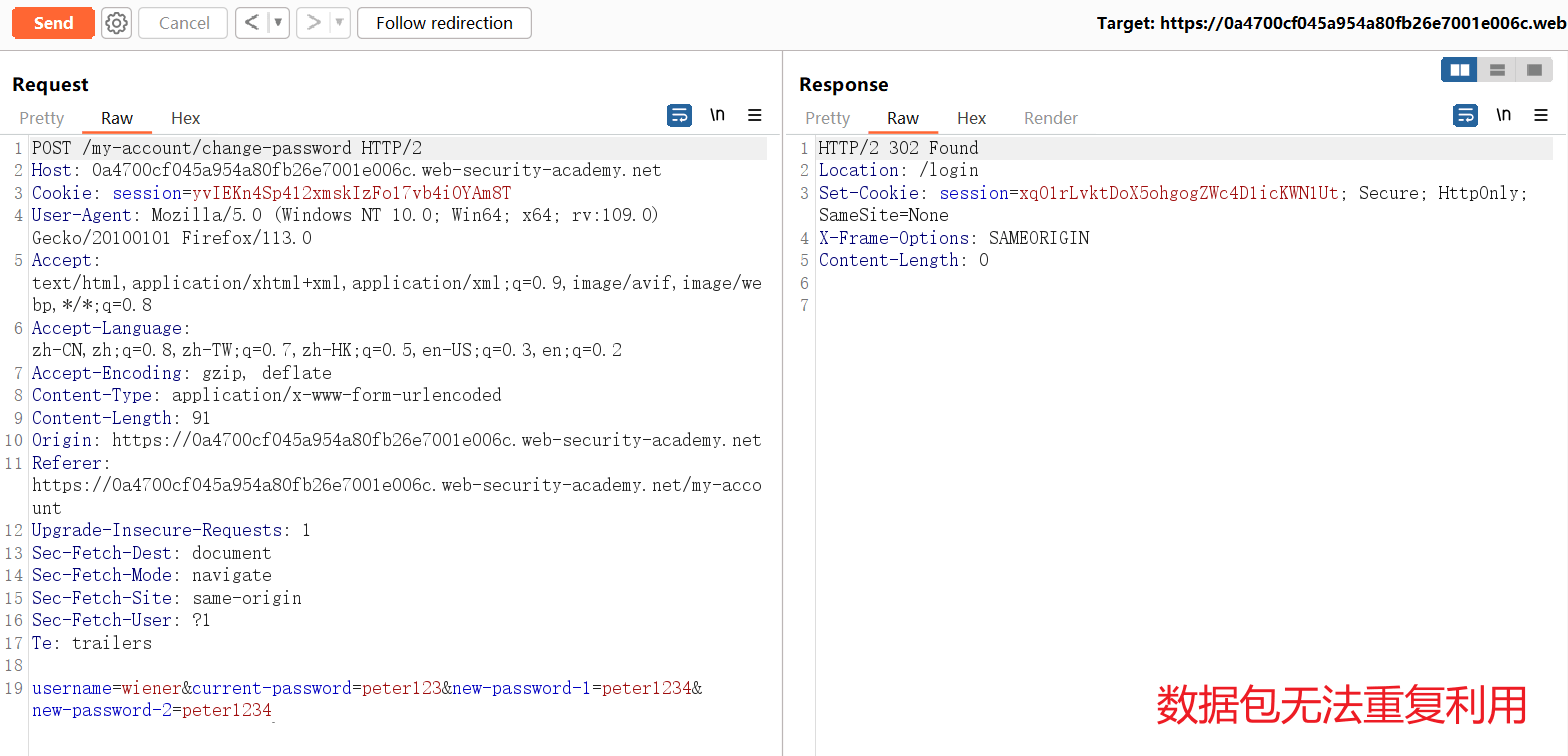 Send
Cancel
Follow redirection
Target: https://0a4700cf045a954a80fb26e7001e006c.web
Request
Pretty
Raw
Hex
\n
1 POST /my-account/change-password HTTP/2
2 Host: 0a4700cf045a954a80fb26e7001e006c.web-security-academy.net
3 Cookie: session=yvIEKn4Sp412xmskIzFo17vb4i0YAm8T
4 User-Agent: Mozilla/5.0 (Windows NT 10.0; Win64; x64; rv:109.0)
Gecko/20100101 Firefox/113.0
5 Accept:
text/html,application/xhtml+xml,application/xml;q=0.9,image/avif,image/we
bp,*/*;q=0.8
6 Accept-Language:
zh-CN,zh;q=0.8,zh-TW;q=0.7,zh-HK;q=0.5,en-US;q=0.3,en;q=0.2
7 Accept-Encoding: gzip, deflate
8 Content-Type: application/x-www-form-urlencoded
9 Content-Length: 91
10 Origin: https://0a4700cf045a954a80fb26e7001e006c.web-security-academy.net
11 Referer:
https://0a4700cf045a954a80fb26e7001e006c.web-security-academy.net/my-acco
unt
12 Upgrade-Insecure-Requests: 1
13 Sec-Fetch-Dest: document
14 Sec-Fetch-Mode: navigate
15 Sec-Fetch-Site: same-origin
16 Sec-Fetch-User: ?1
17 Te: trailers
18
19 username=wiener&current-password=peter123&new-password-1=peter1234&
new-password-2=peter1234
Response
Pretty
Raw
Hex
Render
\n
1 HTTP/2 302 Found
2 Location: /login
3 Set-Cookie: session=xq01rLvktDoX5ohgogZWc4D1icKWN1Ut; Secure; HttpOnly;
SameSite=None
4 X-Frame-Options: SAMEORIGIN
5 Content-Length: 0
6
7
数据包无法重复利用